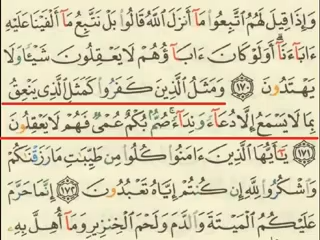 وَإِذَا قِيلَ لَهُمُ ٱتَّبِعُوا۟ مَآ أَنزَلَ ٱللَّهُ قَالُوا۟ بَلْ نَتَّبِعُ مَآ أَلْفَيْنَا عَلَيْهِ
ءَابَآءَنَآ أَوَلَوْ كَانَ ءَابَآؤُهُمْ لَا يَعْقِلُونَ شَيْـًٔا وَلَا
يَهْتَدُونَ ١٧٠ وَمَثَلُ ٱلَّذِينَ كَفَرُوا۟ كَمَثَلِ ٱلَّذِى يَنْعِقُ
بِمَا لَا يَسْمَعُ إِلَّا دُعَآءً وَنِدَآءً صُمٌّۢ بُكْمٌ عُمْىٌ فَهُمْ لَا يَعْقِلُونَ
١٧١ يَـٰٓأَيُّهَا ٱلَّذِينَ ءَامَنُوا۟ كُلُوا۟ مِن طَيِّبَـٰتِ مَا رَزَقْنَـٰكُمْ
وَٱشْكُرُوا۟ لِلَّهِ إِن كُنتُمْ إِيَّاهُ تَعْبُدُونَ ١٧٢ إِنَّمَا حَرَّمَ
عَلَيْكُمُ ٱلْمَيْتَةَ وَٱلدَّمَ وَلَحْمَ ٱلْخِنزِيرِ وَمَآ أُهِلَّ بِهِۦ